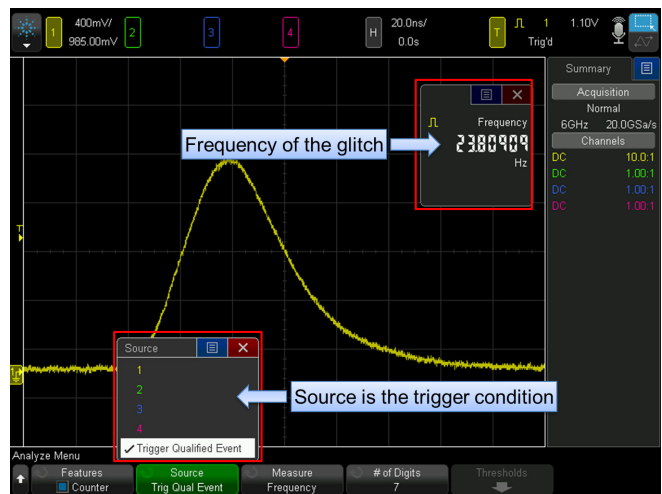 1 400mV/ 2 3 4 H 20.0ns/ T 1 1.10V
985.00mV 0.0s Trig'd
Summary
Acquisition
Normal
6GHz 20.0GSa/s
Channels
DC 10.0:1
DC 1.00:1
DC 1.00:1
DC 1.00:1
Frequency
23.80909
Hz
Frequency of the glitch
T
Source
1
2
3
4
Trigger Qualified Event
Source is the trigger condition
1
Analyze Menu
Features
Counter
Source
Trig Qual Event
Measure
Frequency
# of Digits
7
Thresholds